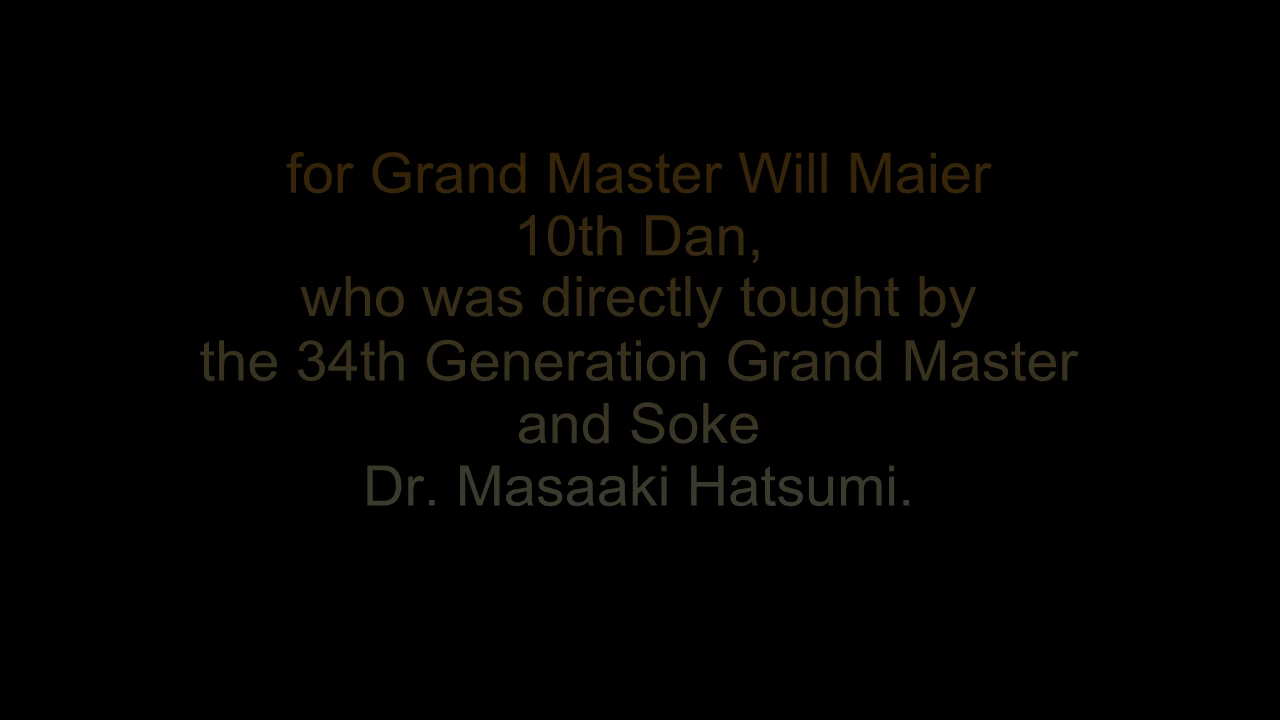 for Grand Master Will Maier
10th Dan,
who was directly tought by
the 34th Generation Grand Master
and Soke
Dr. Masaaki Hatsumi.